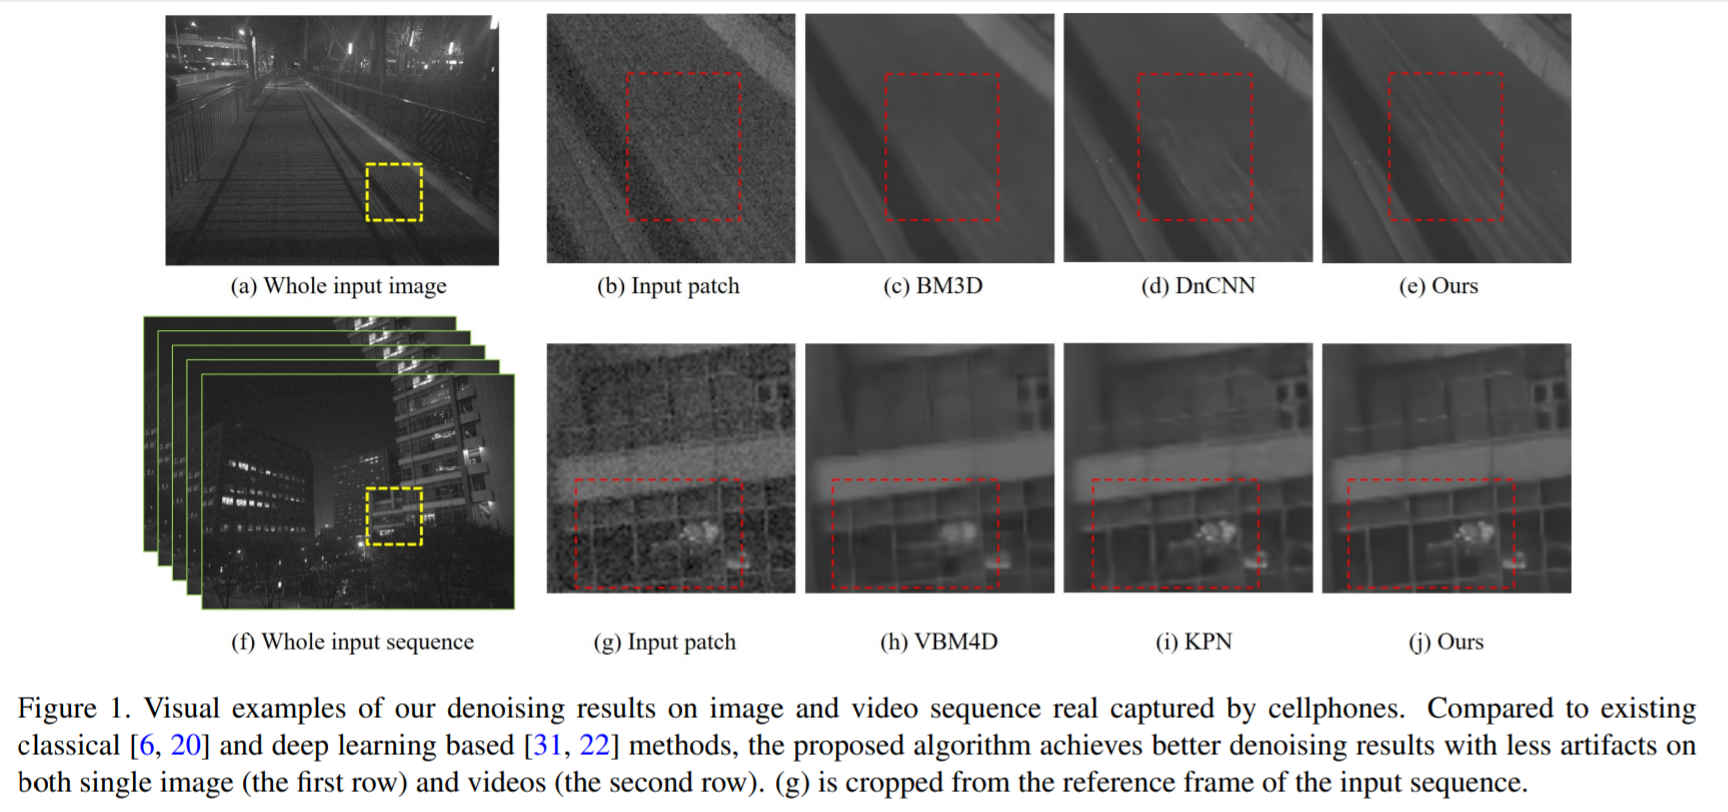 (a) Whole input image
(b) Input patch
(c) BM3D
(d) DnCNN
(e) Ours
(f) Whole input sequence
(g) Input patch
(h) VBM4D
(i) KPN
(j) Ours
Figure 1. Visual examples of our denoising results on image and video sequence real captured by cellphones. Compared to existing
classical [6, 20] and deep learning based [31, 22] methods, the proposed algorithm achieves better denoising results with less artifacts on
both single image (the first row) and videos (the second row). (g) is cropped from the reference frame of the input sequence.